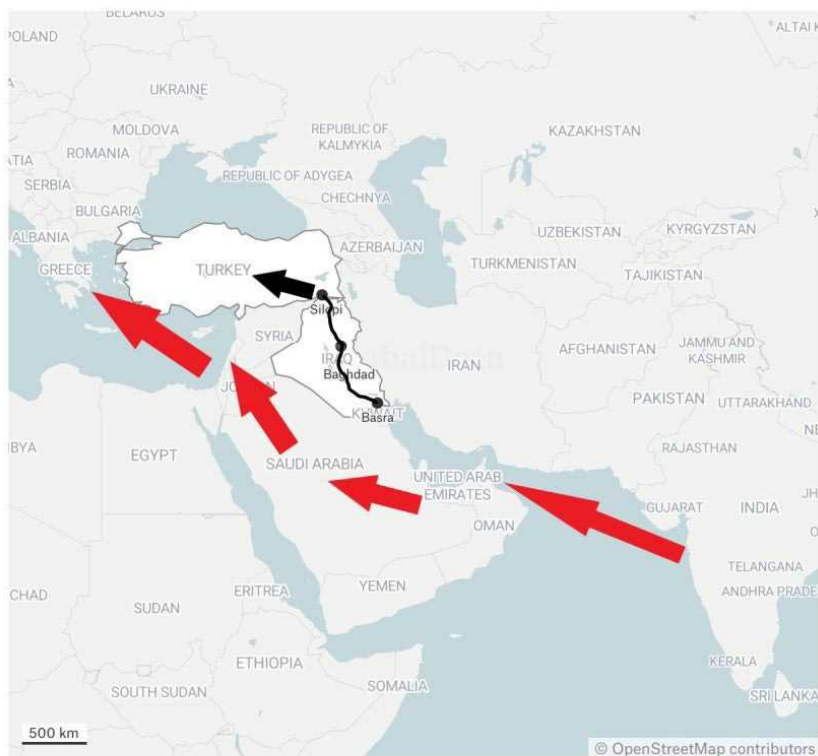 BELARUS
POLAND
ALTAI K
UKRAINE
MOLDOVA
REPUBLIC OF
KALMYKIA
KAZAKHSTAN
ATIA
ROMANIA
SERBIA
REPUBLIC OF ADYGEA
CHECHNYA
BULGARIA
UZBEKISTAN
KYRGYZSTAN
ALBANIA
AZERBAIJAN
GREECE
TURKEY
TURKMENISTAN
TAJIKISTAN
Silopi
SYRIA
IRAQ
Baghdad
IRAN
AFGHANISTAN
JAMMU AND
KASHMIR
JORDAN
PAKISTAN
UTTARAKHAND
KUWAIT
Basra
BYA
EGYPT
SAUDI ARABIA
UNITED ARAB
EMIRATES
RAJASTHAN
OMAN
GUJARAT
INDIA
JH
TELANGANA
ANDHRA PRADE
CHAD
SUDAN
ERITREA
YEMEN
ETHIOPIA
SOUTH SUDAN
SOMALIA
KERALA
SRI LANKA
500 km
© OpenStreetMap contributors